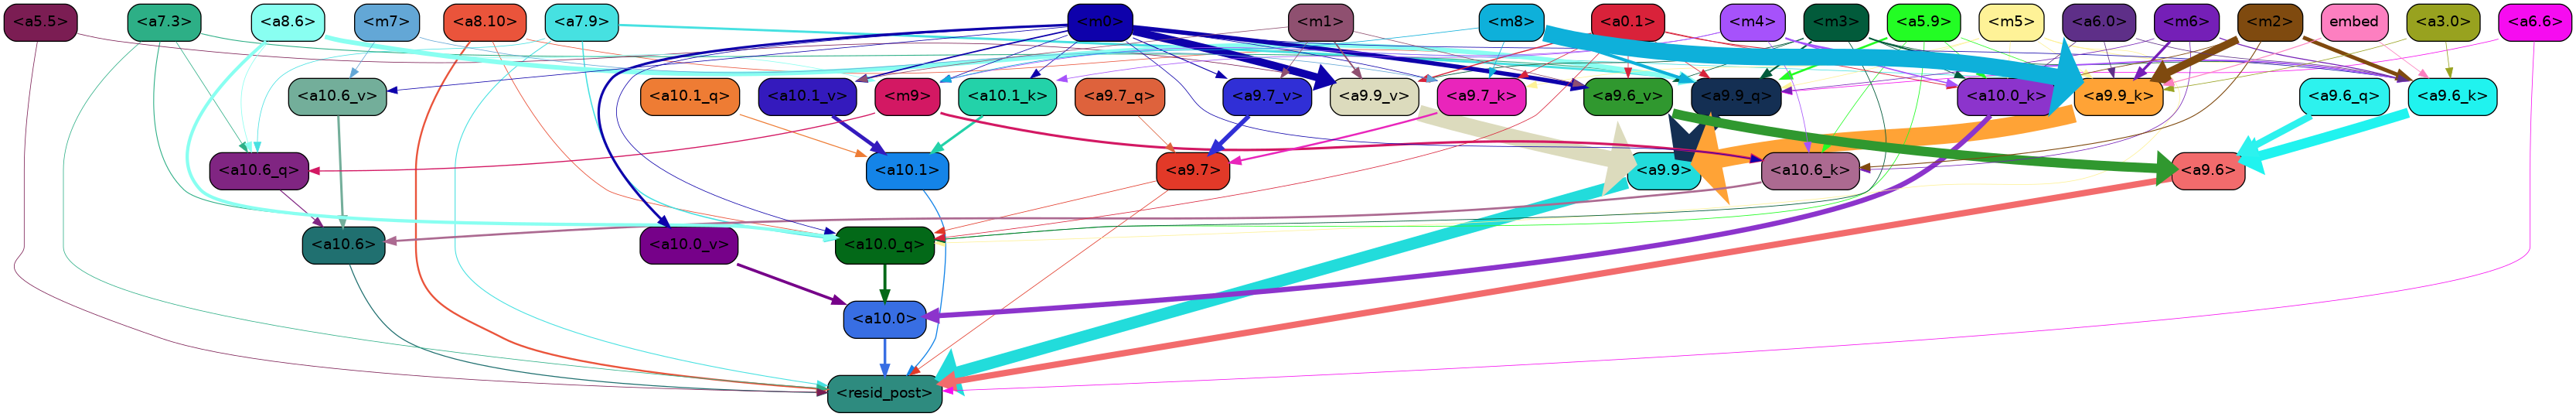 <a5.5> <a7.3> <a8.6> <m7> <a8.10> <a7.9> <m0> <m1> <m8> <a0.1> <m4> <m3> <a5.9> <m5> <a6.0> <m6> <m2> embed <a3.0> <a6.6>
<a10.6_v> <a10.1_q> <a10.1_v> <m9> <a10.1_k> <a9.7_q> <a9.7_v> <a9.9_v> <a9.7_k> <a9.6_v> <a9.9_q> <a10.0_k> <a9.9_k> <a9.6_q> <a9.6_k>
<a10.6_q> <a10.1> <a9.7> <a9.9> <a10.6_k> <a9.6>
<a10.6> <a10.0_v> <a10.0_q>
<a10.0>
<resid_post>